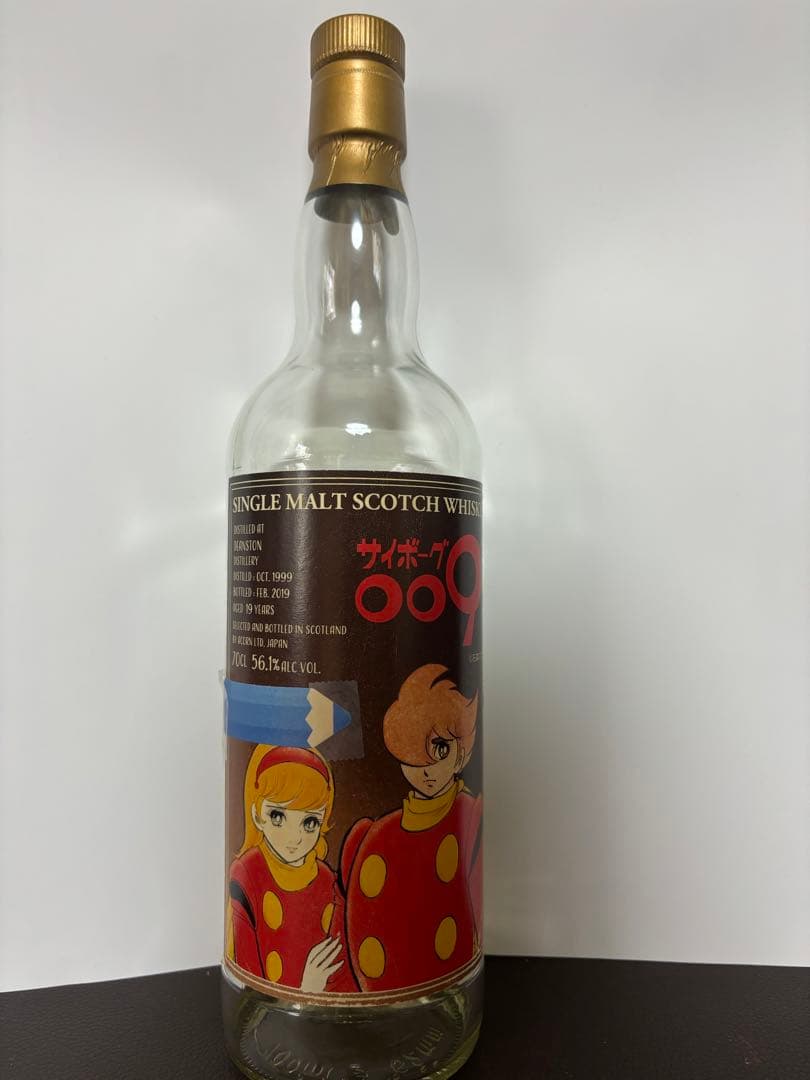 SINGLE MALT SCOTCH WHISK
DISTILLED AT
DEANSTON
DISTILLERY
DISTILLD : OCT. 1999
BOTTLED : FEB. 2019
AGED 19 YEARS
SELECTED AND BOTTLED IN SCOTLAND
BY ACORN LTD. JAPAN
70CL 56.1% ALC VOL.
サイボーグ
009